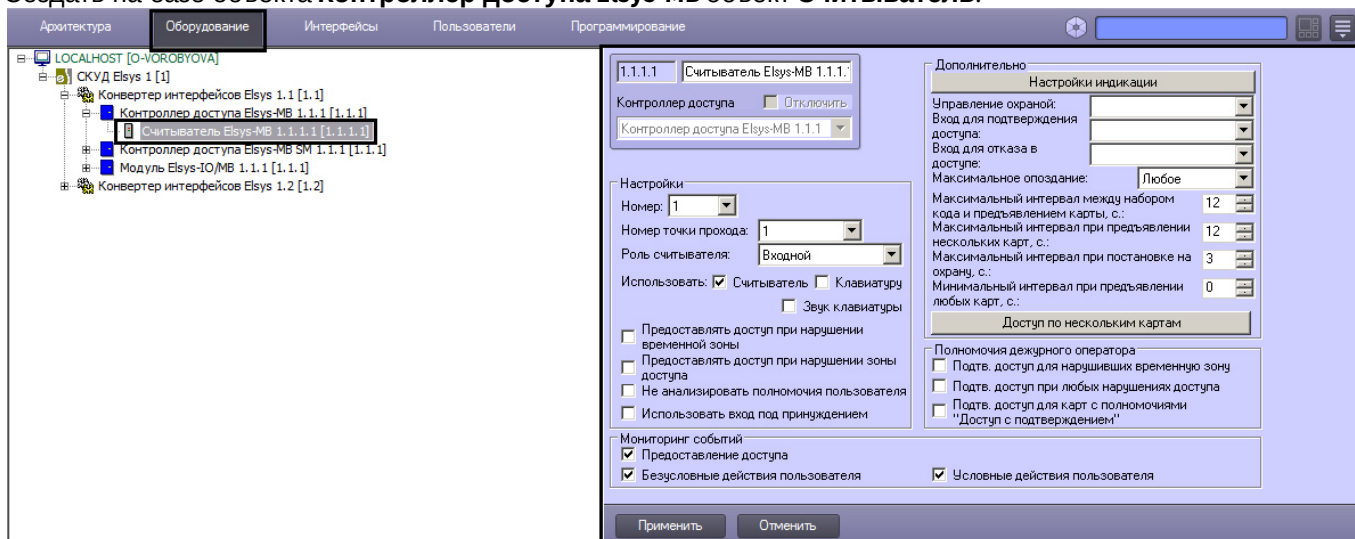 Создать на базе объекта Контроллер доступа Elsys-MB объект Считыватель.
Архитектура Оборудование Интерфейсы Пользователи Программирование
LOCALHOST [O-VOROBYOVA]
СКУД Elsys 1 [1]
Конвертер интерфейсов Elsys 1.1 [1.1]
Контроллер доступа Elsys-MB 1.1.1 [1.1.1]
Считыватель Elsys-MB 1.1.1.1 [1.1.1.1]
Контроллер доступа Elsys-MB SM 1.1.1 [1.1.1]
Модуль Elsys-IO/MB 1.1.1 [1.1.1]
Конвертер интерфейсов Elsys 1.2 [1.2]
1.1.1.1 Считыватель Elsys-MB 1.1.1.
Контроллер доступа Отключить
Контроллер доступа Elsys-MB 1.1.1
Настройки
Номер: 1
Номер точки прохода: 1
Роль считывателя: Входной
Использовать: Считыватель Клавиатуру
Звук клавиатуры
Предоставлять доступ при нарушении
временной зоны
Предоставлять доступ при нарушении зоны
доступа
Не анализировать полномочия пользователя
Использовать вход под принуждением
Дополнительно
Настройки индикации
Управление охраной:
Вход для подтверждения
доступа:
Вход для отказа в
доступе:
Максимальное опоздание: Любое
Максимальный интервал между набором
кода и предъявлением карты, с.: 12
Максимальный интервал при предъявлении
нескольких карт, с.: 12
Максимальный интервал при постановке на
охрану, с.: 3
Минимальный интервал при предъявлении
любых карт, с.: 0
Доступ по нескольким картам
Полномочия дежурного оператора
Подтв. доступ для нарушивших временную зону
Подтв. доступ при любых нарушениях доступа
Подтв. доступ для карт с полномочиями
"Доступ с подтверждением"
Мониторинг событий
Предоставление доступа
Безусловные действия пользователя Условные действия пользователя
Применить Отменить